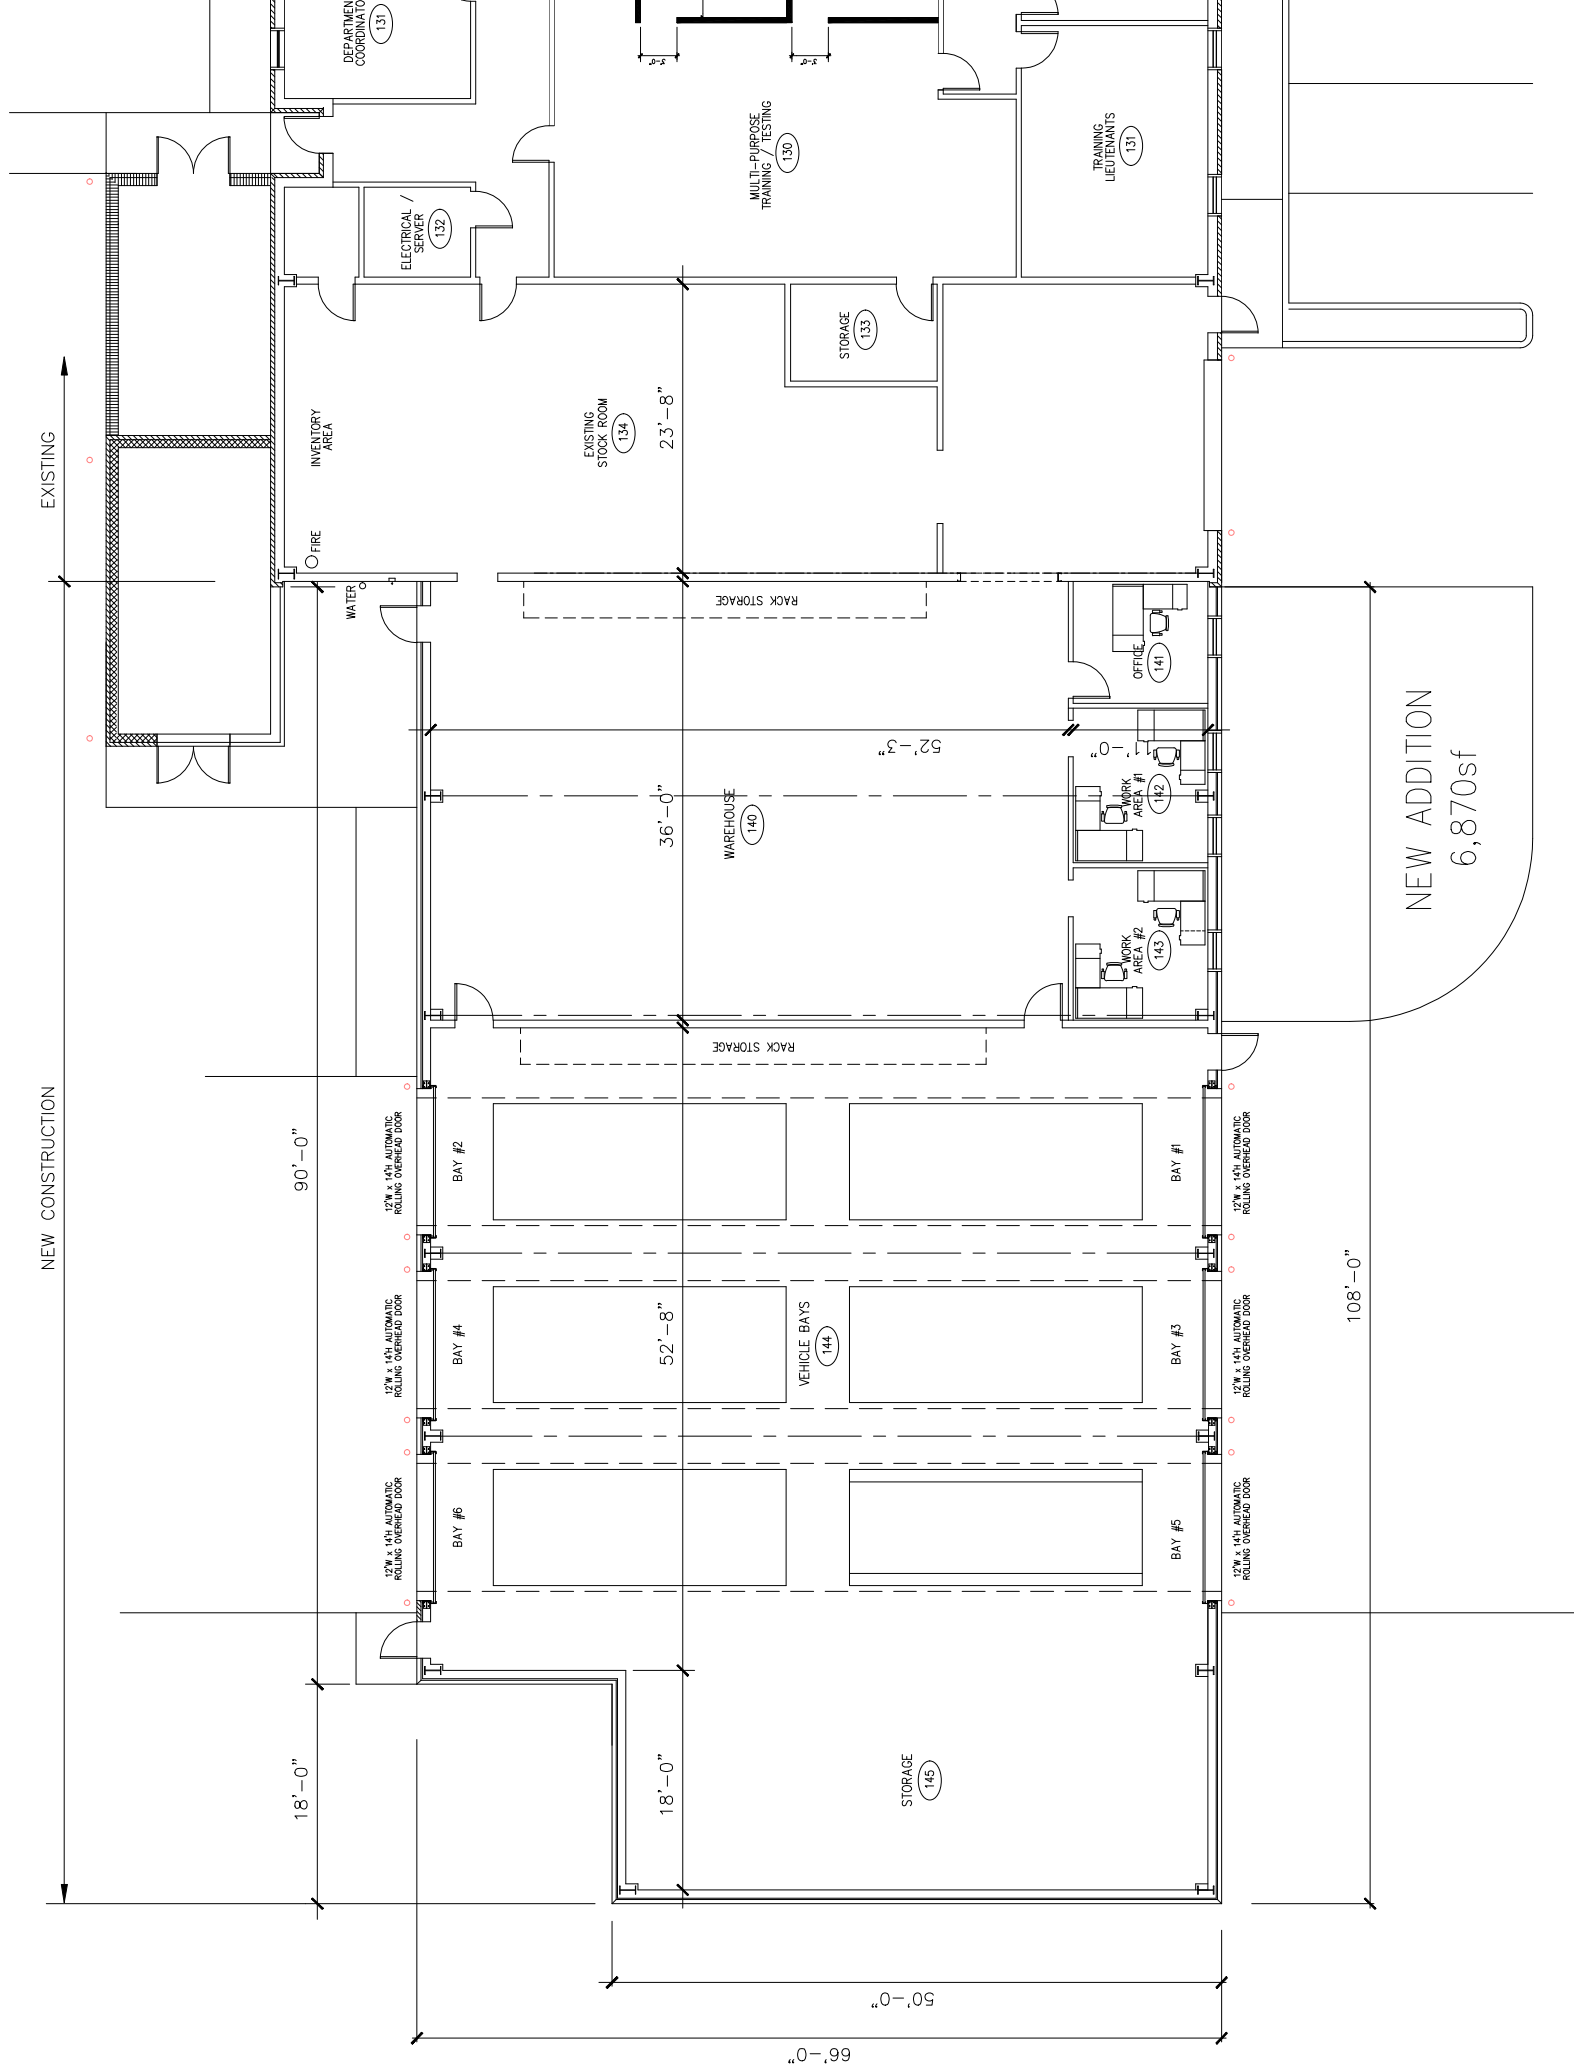 DEPARTMEN
COORDINATO
131
3'-0"
3'-0"
MULTI-PURPOSE
TRAINING / TESTING
130
TRAINING
LIEUTENANTS
131
ELECTRICAL /
SERVER
132
STORAGE
133
EXISTING
INVENTORY
AREA
EXISTING
STOCK ROOM
134
23'-8"
FIRE
WATER
RACK STORAGE
OFFICE
141
52'-3"
11'-0"
WORK
AREA #1
142
36'-0"
WAREHOUSE
140
WORK
AREA #2
143
NEW ADDITION
6,870sf
RACK STORAGE
NEW CONSTRUCTION
90'-0"
12'W x 14'H AUTOMATIC
ROLLING OVERHEAD DOOR
BAY #2
BAY #1
12'W x 14'H AUTOMATIC
ROLLING OVERHEAD DOOR
12'W x 14'H AUTOMATIC
ROLLING OVERHEAD DOOR
BAY #4
52'-8"
VEHICLE BAYS
144
BAY #3
12'W x 14'H AUTOMATIC
ROLLING OVERHEAD DOOR
108'-0"
12'W x 14'H AUTOMATIC
ROLLING OVERHEAD DOOR
BAY #6
BAY #5
12'W x 14'H AUTOMATIC
ROLLING OVERHEAD DOOR
18'-0"
18'-0"
STORAGE
145
50'-0"
66'-0"